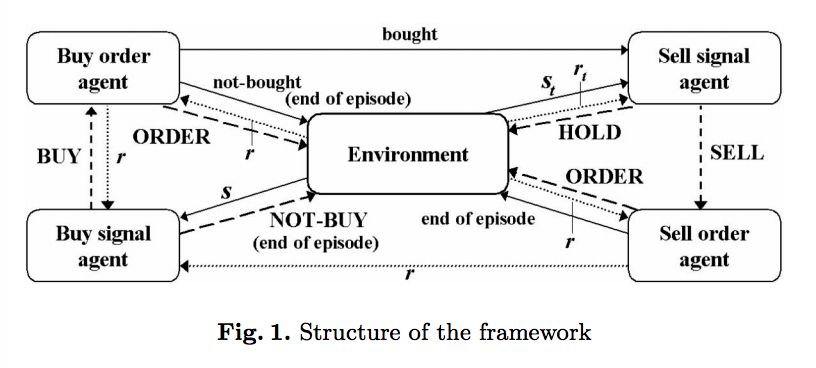 bought
Buy order
agent
Sell signal
agent
not-bought
(end of episode)
s_t
r_t
ORDER
r
HOLD
BUY
r
Environment
SELL
ORDER
s
NOT-BUY
(end of episode)
end of episode
r
Buy signal
agent
Sell order
agent
r
Fig. 1. Structure of the framework